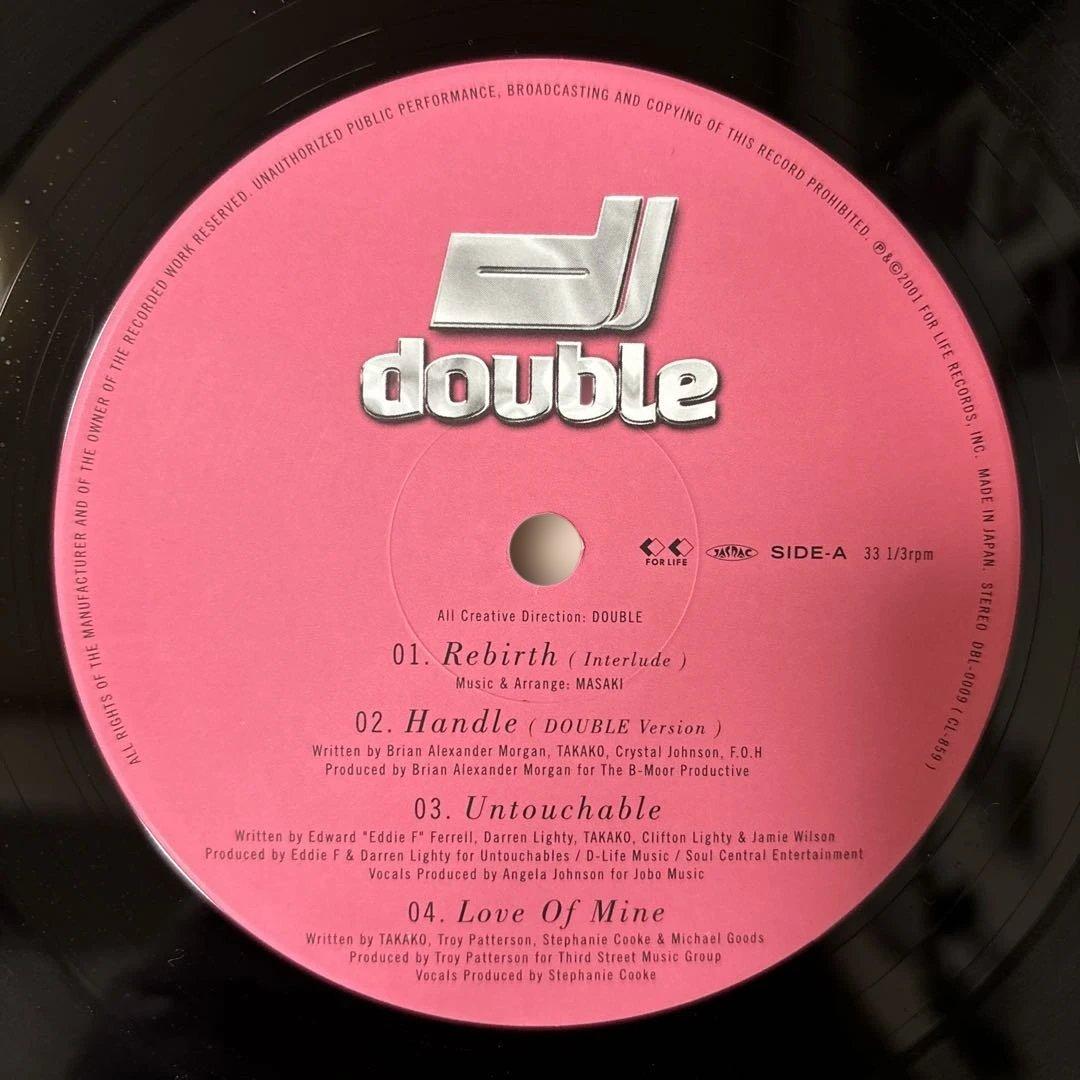 ALL RIGHTS OF THE MANUFACTURER AND OF THE OWNER OF THE RECORDED WORK RESERVED. UNAUTHORIZED PUBLIC PERFORMANCE, BROADCASTING AND COPYING OF THIS RECORD PROHIBITED. Ⓟ&©2001 FOR LIFE RECORDS, INC. MADE IN JAPAN. STEREO DBL-0009 (CL-859)
double
FOR LIFE
JASRAC
SIDE-A 33 1/3rpm
All Creative Direction: DOUBLE
01. Rebirth ( Interlude )
Music & Arrange: MASAKI
02. Handle ( DOUBLE Version )
Written by Brian Alexander Morgan, TAKAKO, Crystal Johnson, F.O.H
Produced by Brian Alexander Morgan for The B-Moor Productive
03. Untouchable
Written by Edward "Eddie F" Ferrell, Darren Lighty, TAKAKO, Clifton Lighty & Jamie Wilson
Produced by Eddie F & Darren Lighty for Untouchables / D-Life Music / Soul Central Entertainment
Vocals Produced by Angela Johnson for Jobo Music
04. Love Of Mine
Written by TAKAKO, Troy Patterson, Stephanie Cooke & Michael Goods
Produced by Troy Patterson for Third Street Music Group
Vocals Produced by Stephanie Cooke